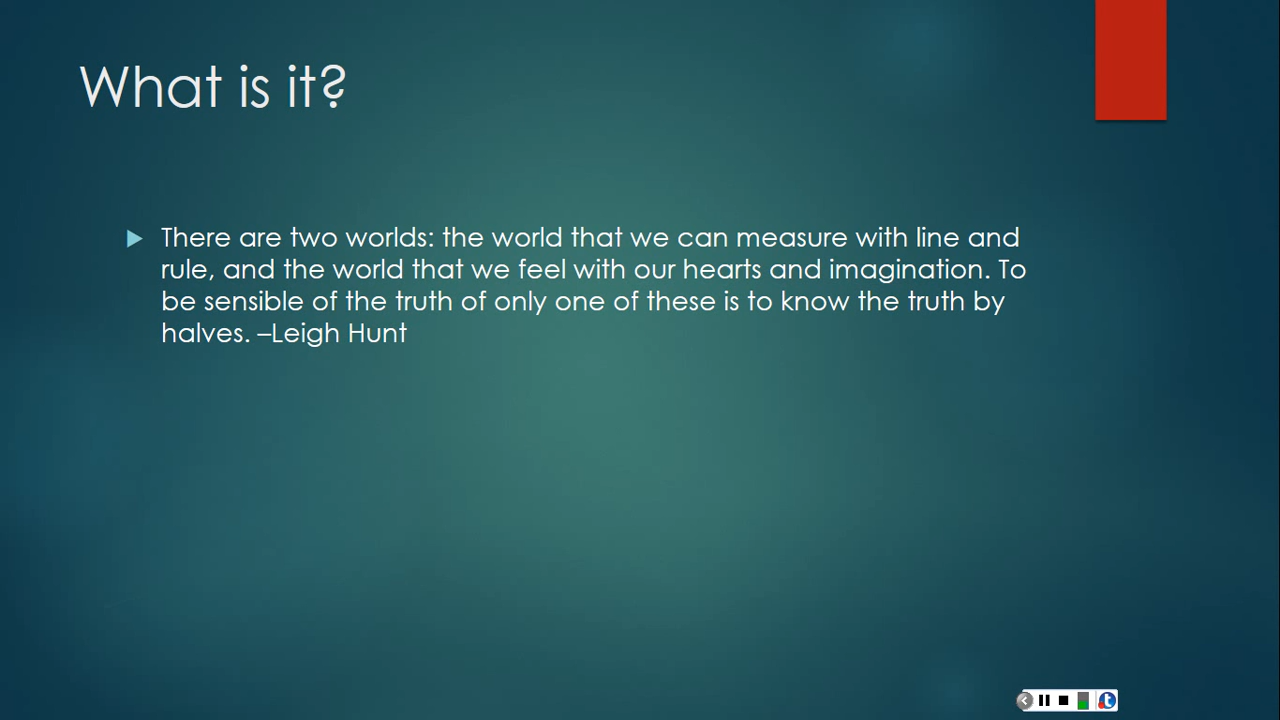 What is it?
There are two worlds: the world that we can measure with line and
rule, and the world that we feel with our hearts and imagination. To
be sensible of the truth of only one of these is to know the truth by
halves. –Leigh Hunt
t